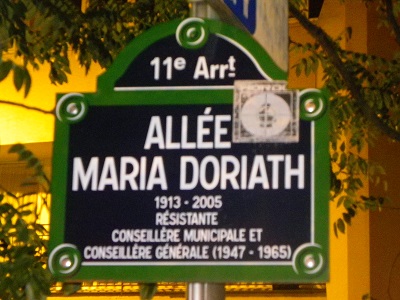 11e Arrt
ALLÉE
MARIA DORIATH
1913 - 2005
RÉSISTANTE
CONSEILLÈRE MUNICIPALE ET
CONSEILLÈRE GÉNÉRALE (1947 - 1965)